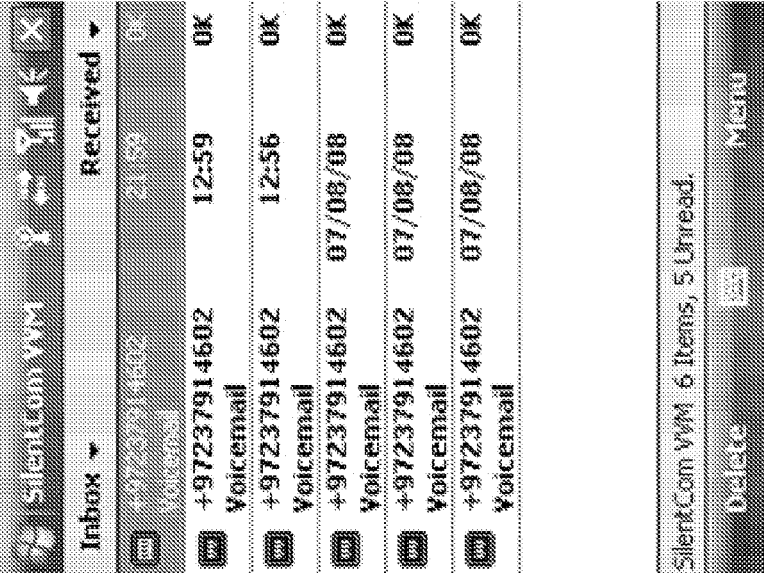 SilentCom VVM
Inbox Received
+97237914602 0K
Voicemail
+97237914602 12:59 0K
Voicemail
+97237914602 12:56 0K
Voicemail
+97237914602 07/08/08 0K
Voicemail
+97237914602 07/08/08 0K
Voicemail
+97237914602 07/08/08 0K
Voicemail
SilentCom VVM 6 Items, 5 Unread.
Delete Menu